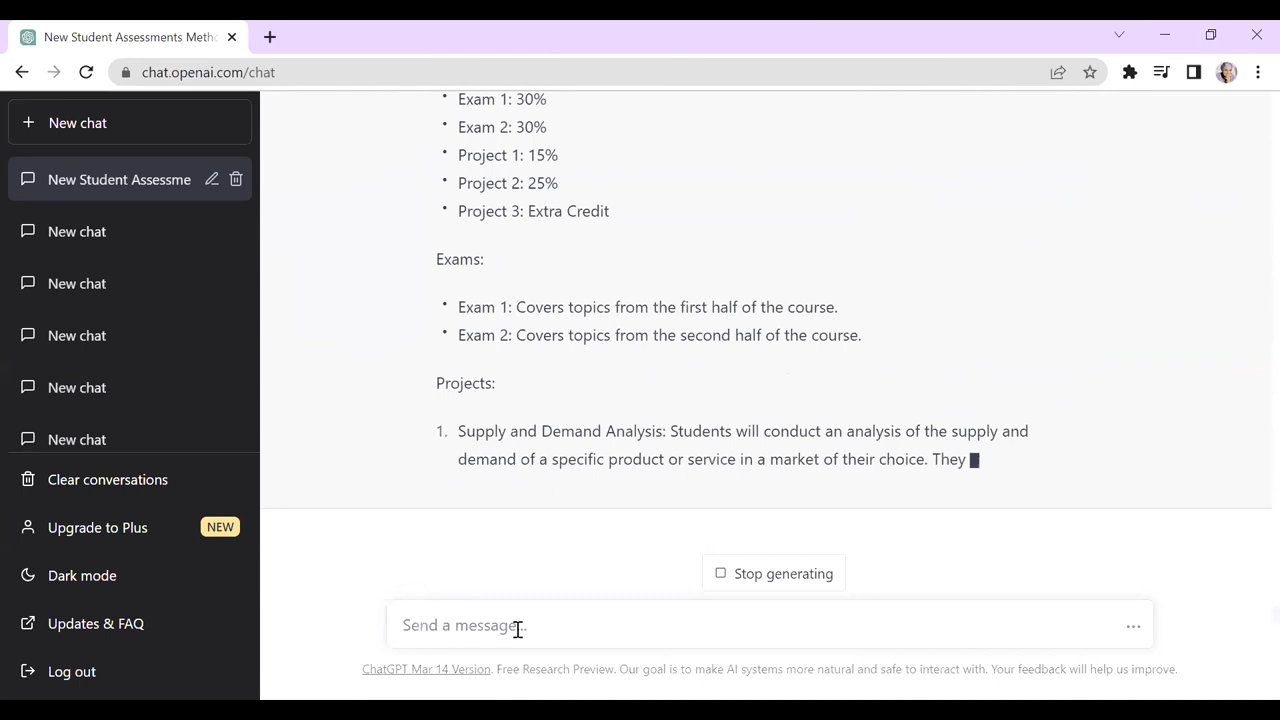 New Student Assessments Meth
chat.openai.com/chat
New chat
New Student Assessme
New chat
New chat
New chat
New chat
New chat
Clear conversations
Upgrade to Plus NEW
Dark mode
Updates & FAQ
Log out
• Exam 1: 30%
• Exam 2: 30%
• Project 1: 15%
• Project 2: 25%
• Project 3: Extra Credit
Exams:
• Exam 1: Covers topics from the first half of the course.
• Exam 2: Covers topics from the second half of the course.
Projects:
1. Supply and Demand Analysis: Students will conduct an analysis of the supply and
demand of a specific product or service in a market of their choice. They
Stop generating
Send a message...
ChatGPT Mar 14 Version. Free Research Preview. Our goal is to make AI systems more natural and safe to interact with. Your feedback will help us improve.